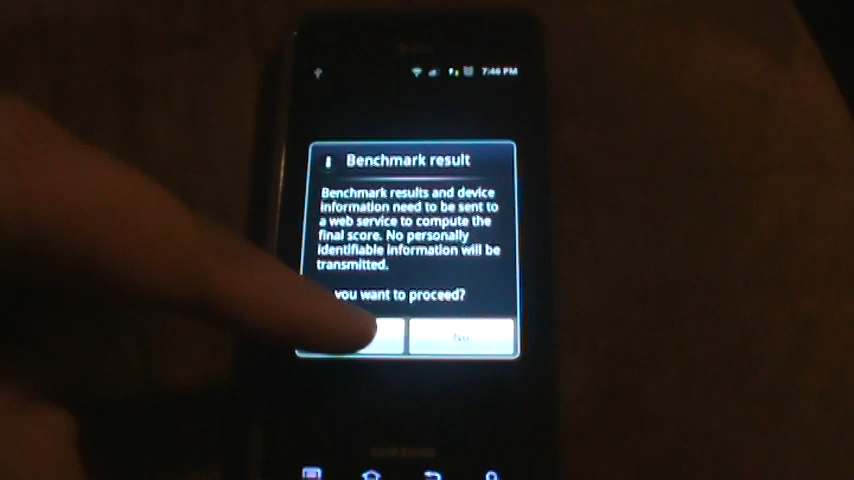 7:46 PM
Benchmark result
Benchmark results and device
information need to be sent to
a web service to compute the
final score. No personally
identifiable information will be
transmitted.
you want to proceed?
No
SAMSUNG